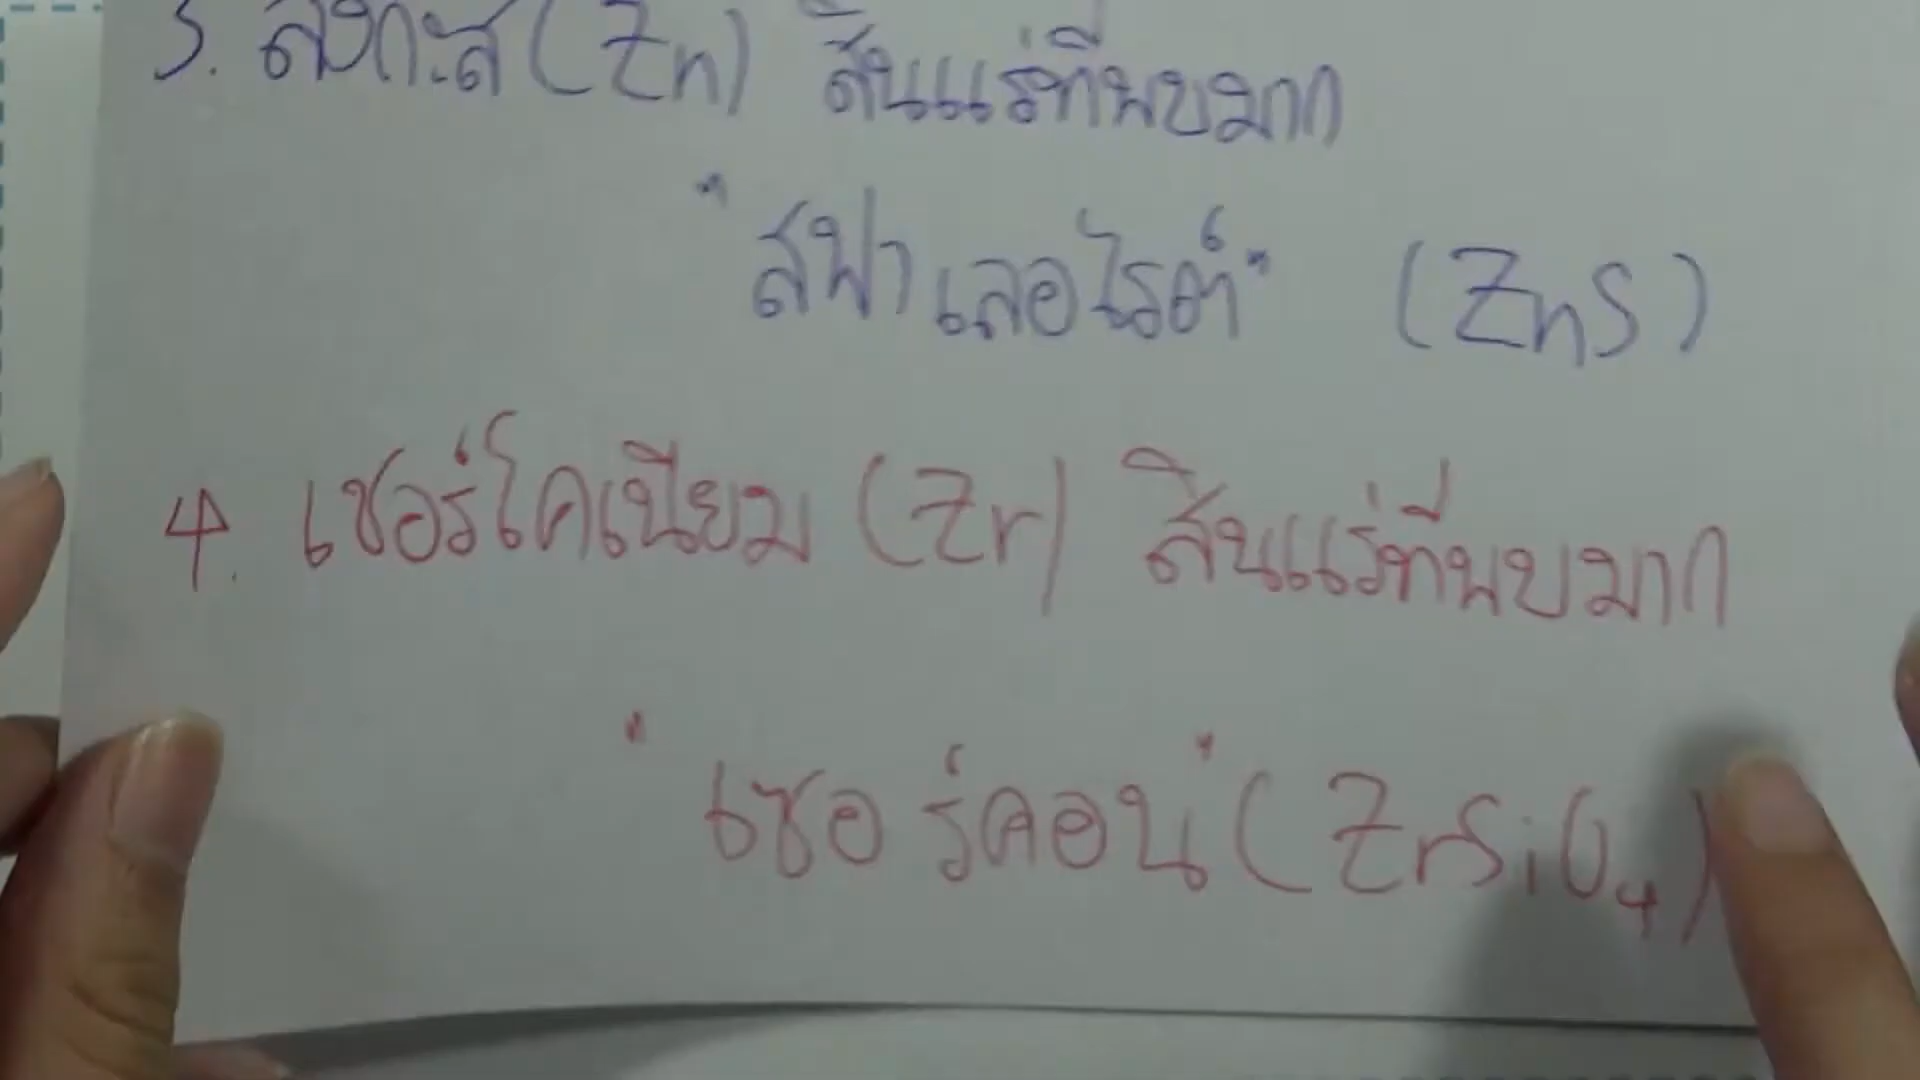 3. สังกะสี (Zn) สินแร่ที่พบมาก
"สฟาเลอไรต์" (ZnS)
4. เซอร์โคเนียม (Zr) สินแร่ที่พบมาก
"เซอร์คอน" (ZrSiO₄)